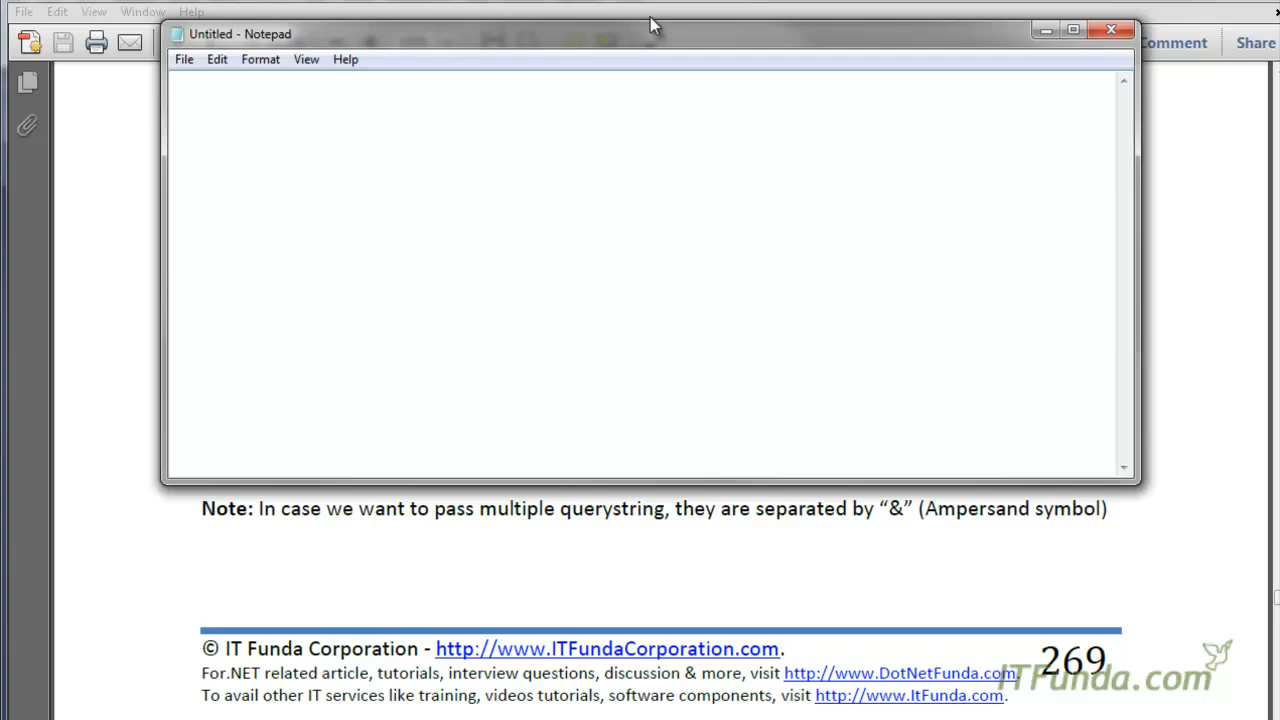 File Edit View Window Help
Untitled - Notepad
Comment Share
File Edit Format View Help
Note: In case we want to pass multiple querystring, they are separated by “&” (Ampersand symbol)
© IT Funda Corporation - http://www.ITFundaCorporation.com.
For.NET related article, tutorials, interview questions, discussion & more, visit http://www.DotNetFunda.com.
To avail other IT services like training, videos tutorials, software components, visit http://www.ItFunda.com.
269
ITFunda.com